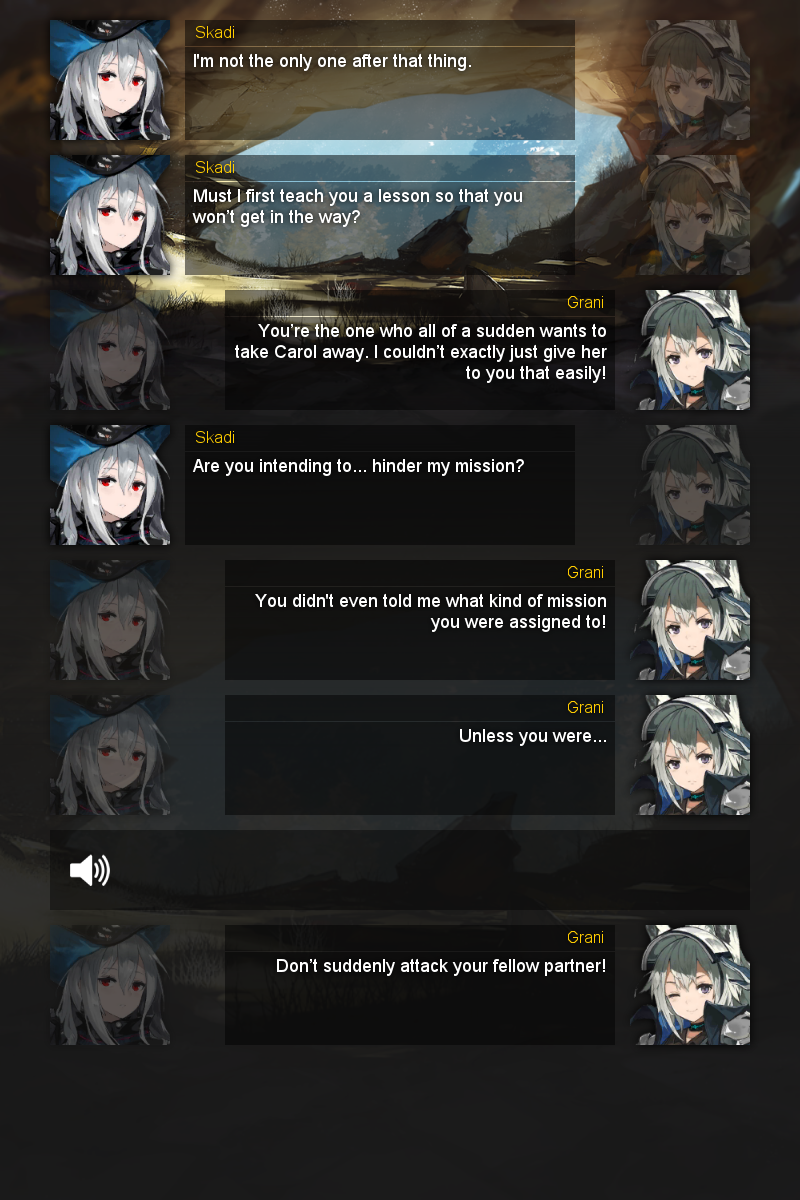 Skadi
I'm not the only one after that thing.
Skadi
Must I first teach you a lesson so that you
won't get in the way?
Grani
You're the one who all of a sudden wants to
take Carol away. I couldn't exactly just give her
to you that easily!
Skadi
Are you intending to... hinder my mission?
Grani
You didn't even told me what kind of mission
you were assigned to!
Grani
Unless you were...
Grani
Don't suddenly attack your fellow partner!